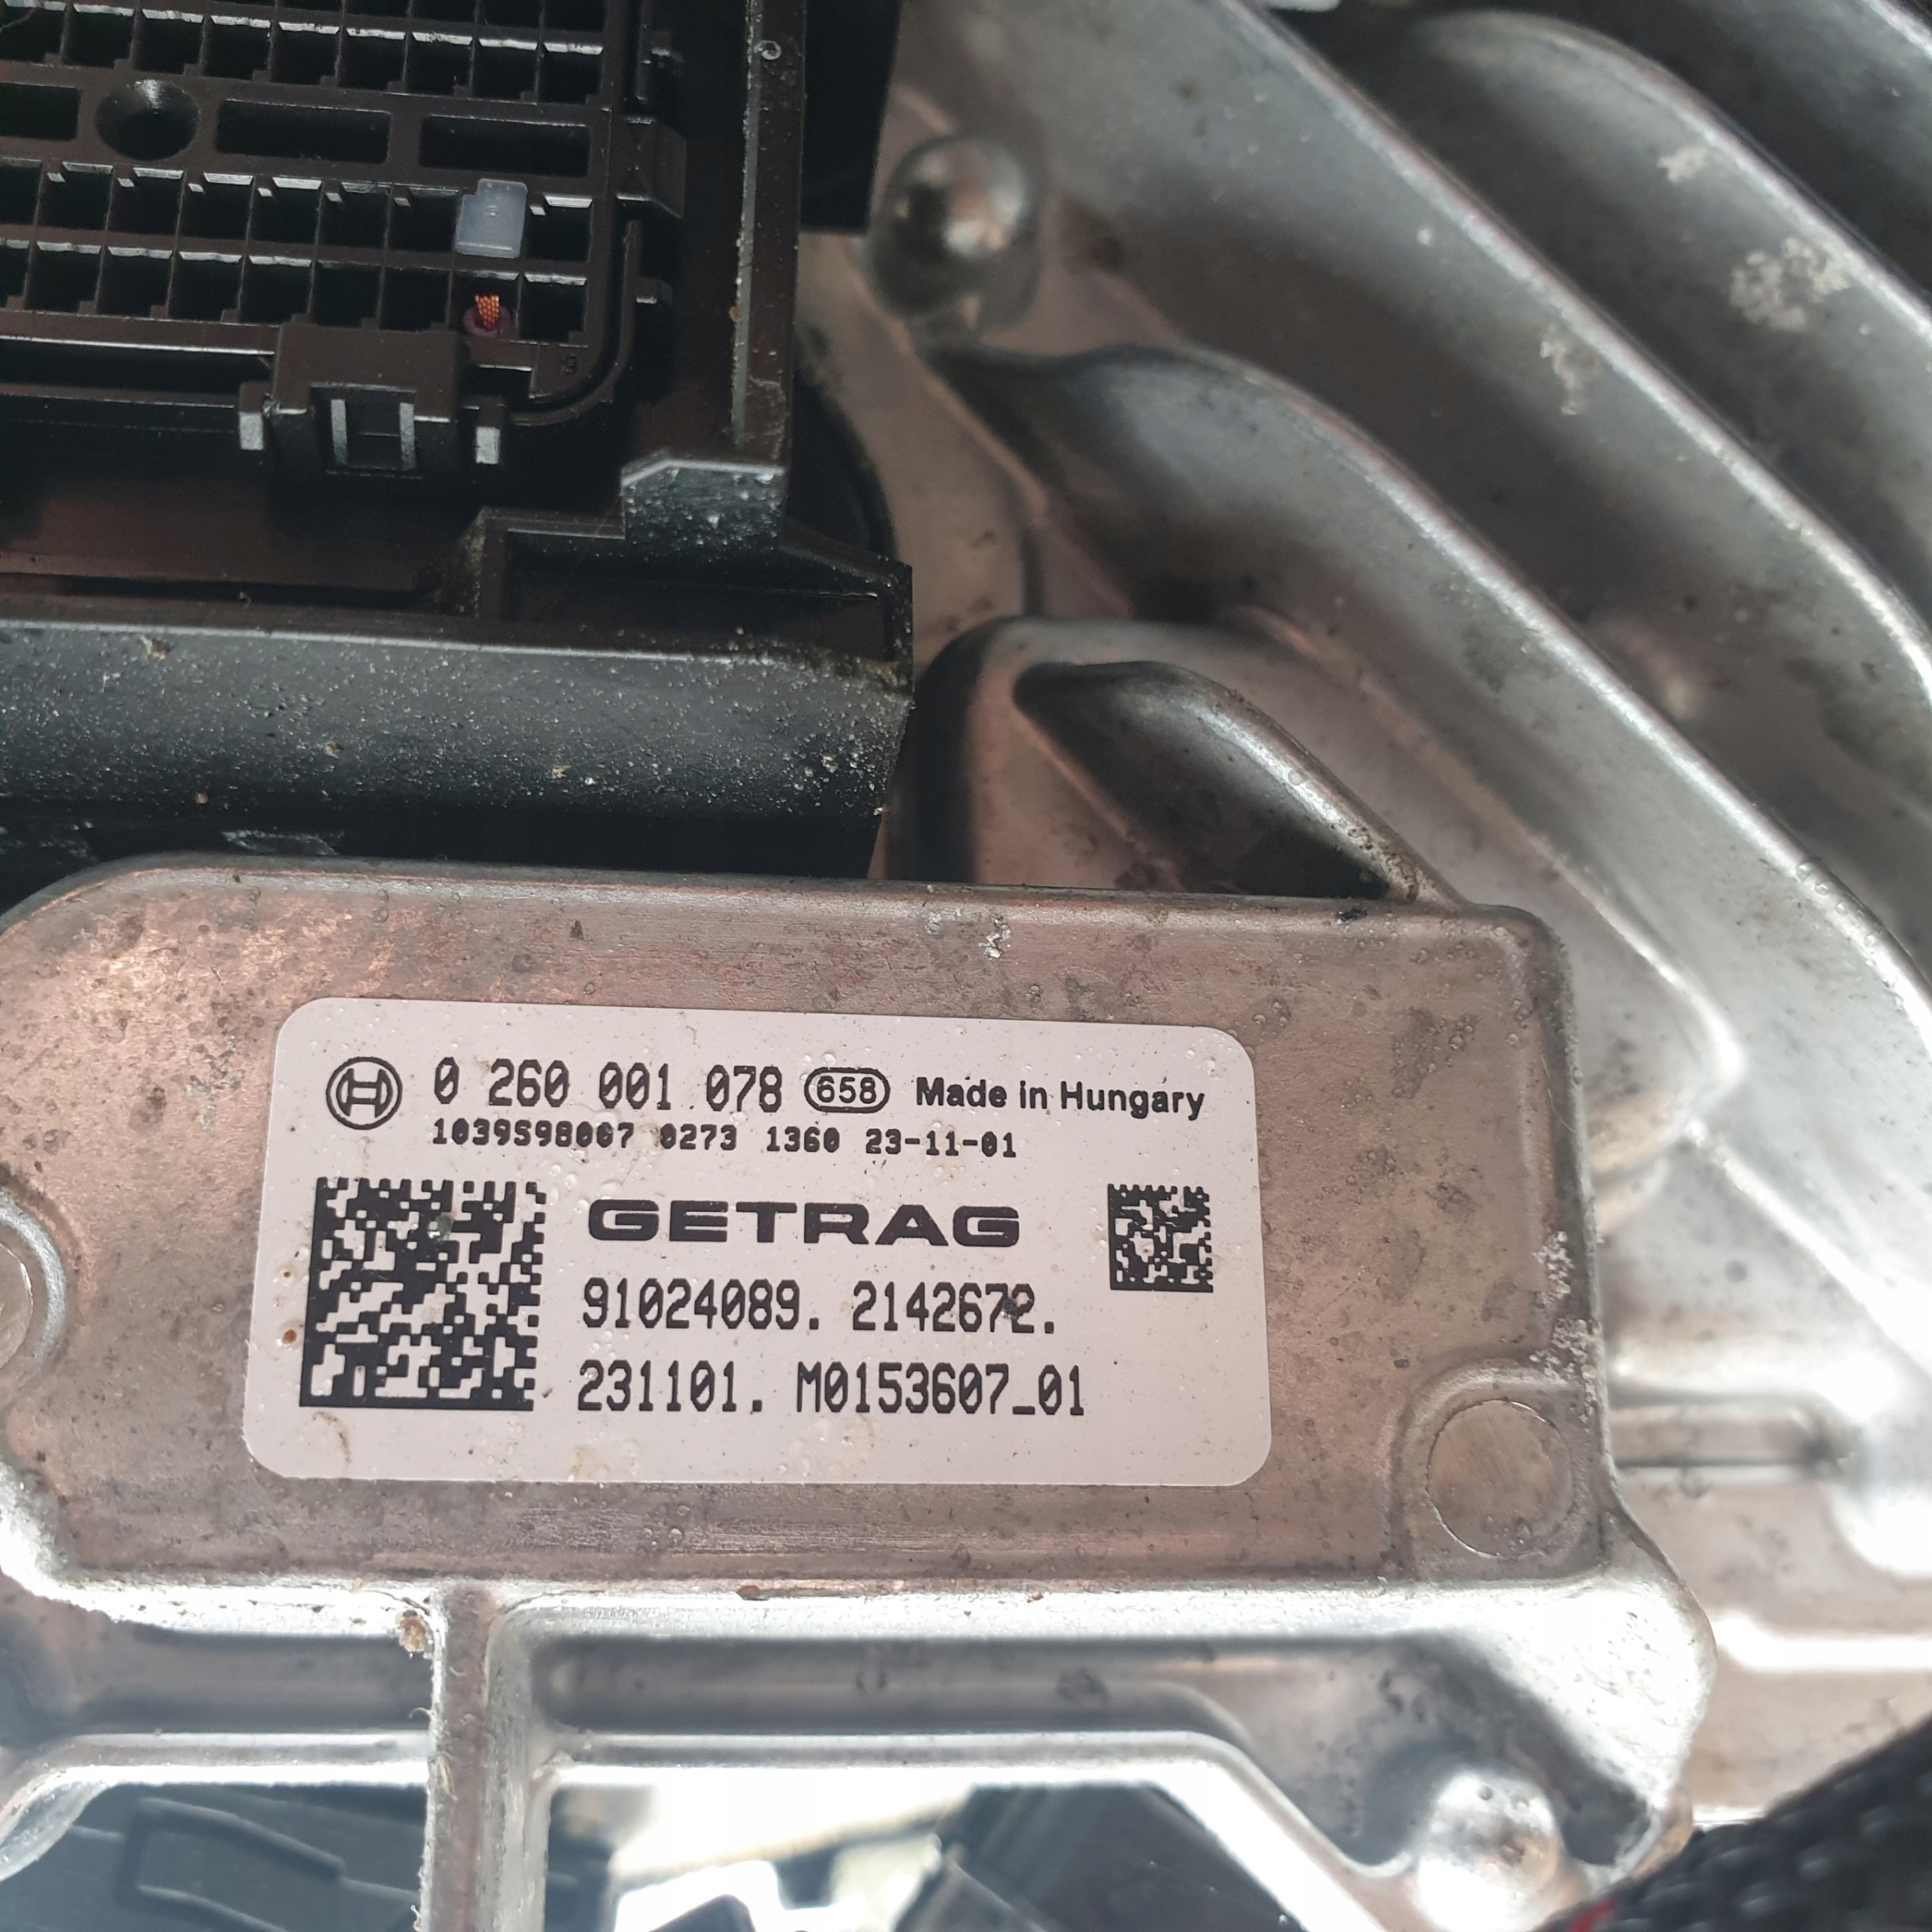 9
0 260 001 078 658 Made in Hungary
1039S98007 0273 1360 23-11-01
GETRAG
91024089. 2142672.
231101. M0153607_01